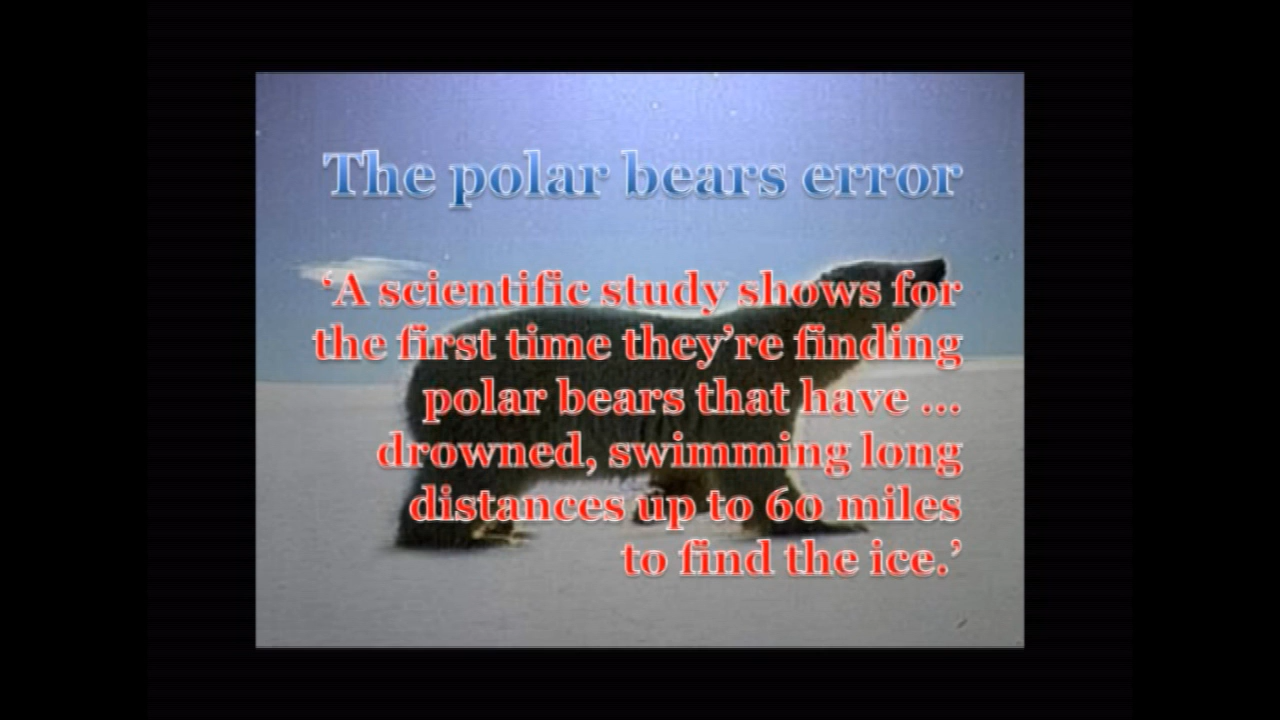 The polar bears error
‘A scientific study shows for
the first time they’re finding
polar bears that have ...
drowned, swimming long
distances up to 60 miles
to find the ice.’